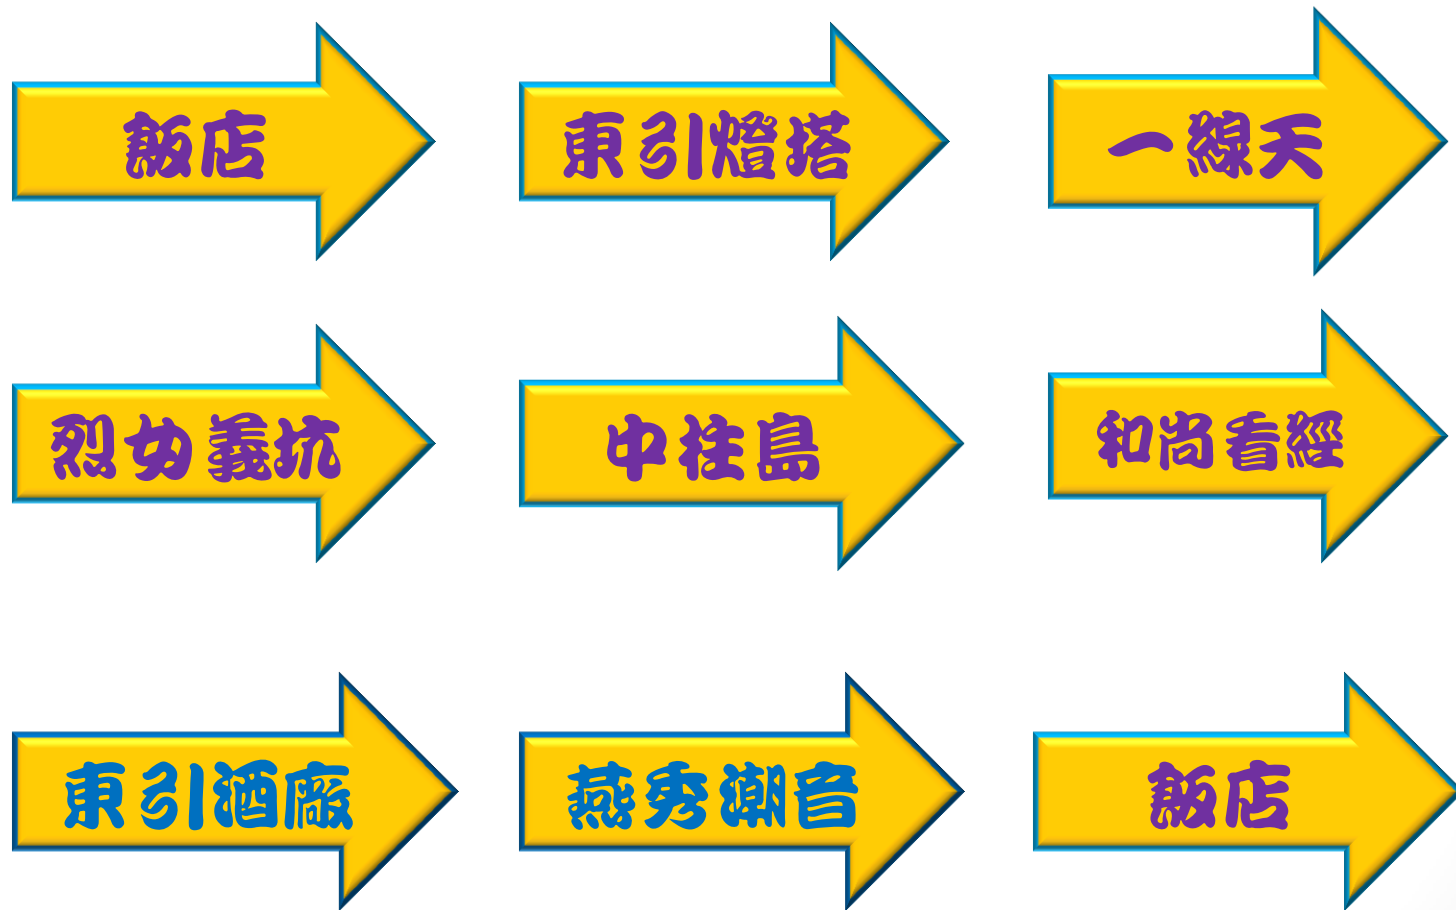 飯店
東引燈塔
一線天
烈女義坑
中柱島
和尚看經
東引酒廠
燕秀潮音
飯店